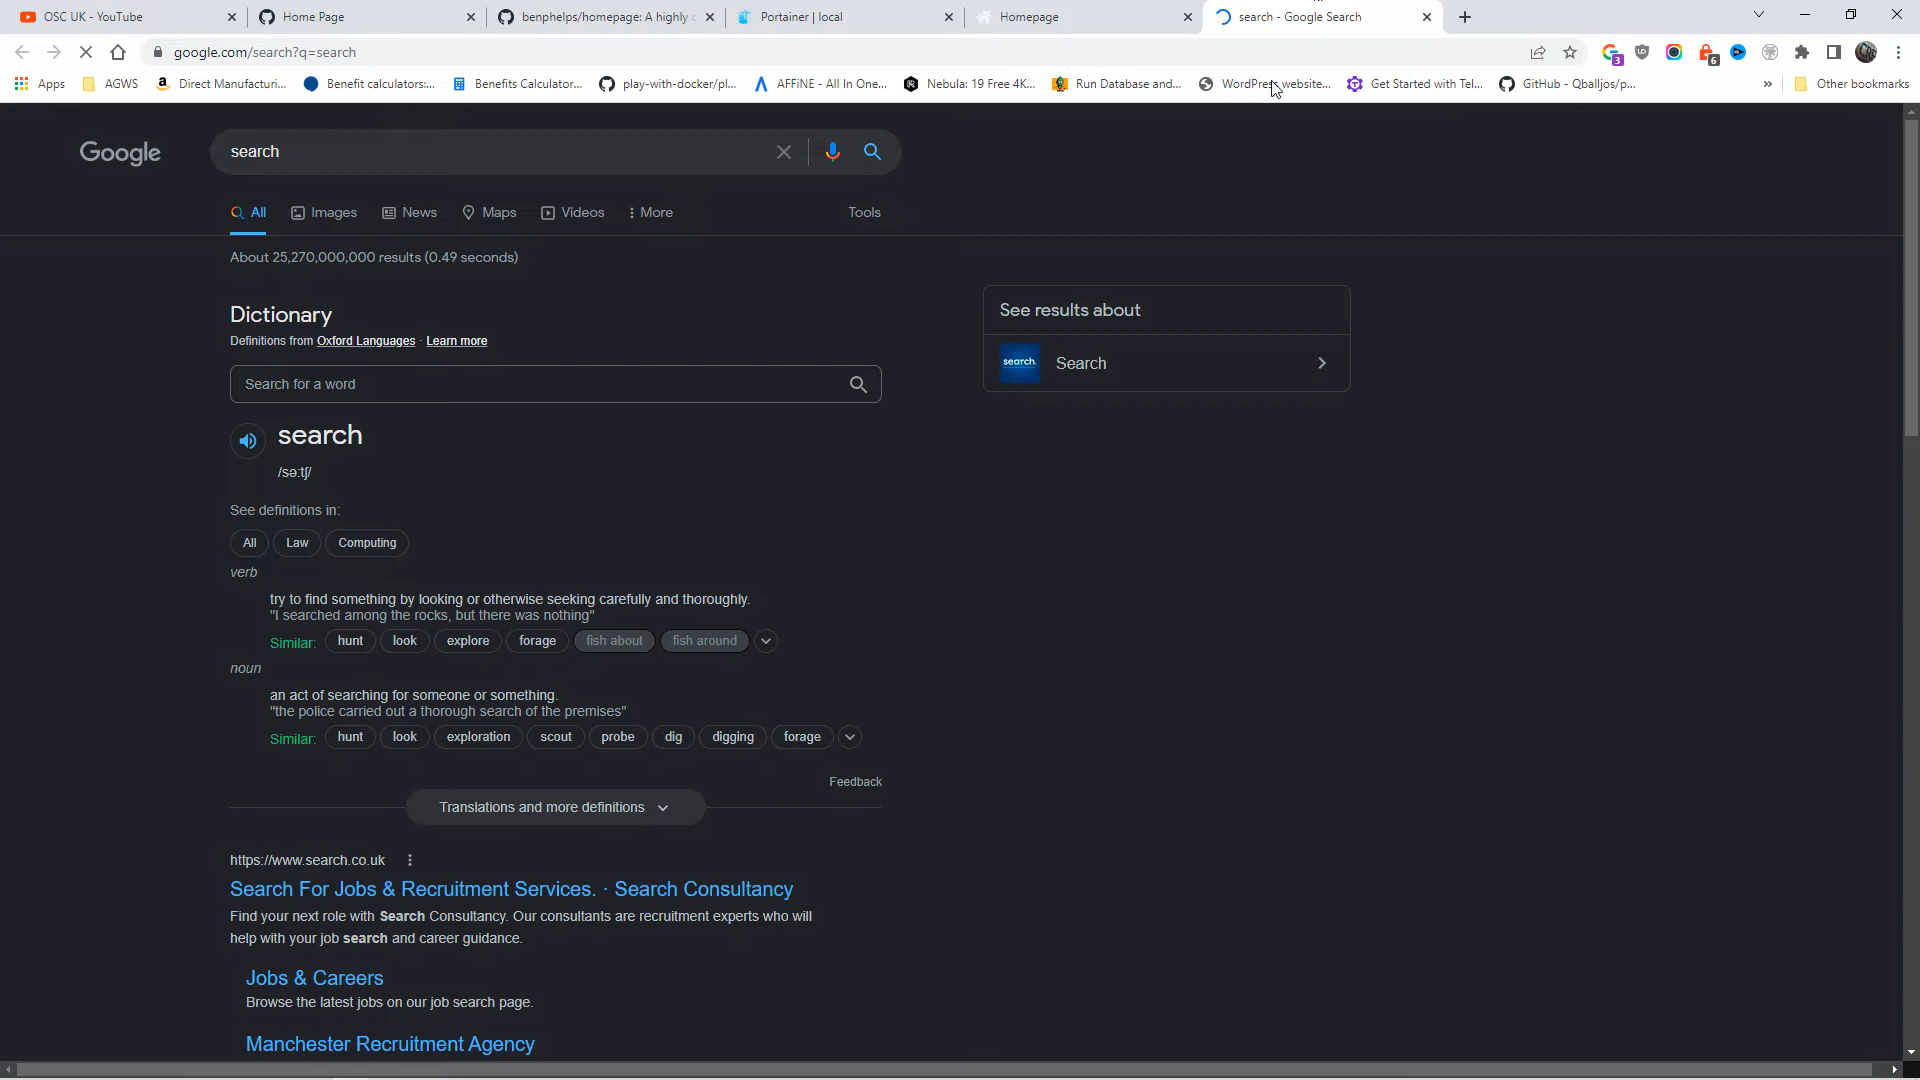 OSC UK - YouTube
Home Page
benphelps/homepage: A highly c
Portainer | local
Homepage
search - Google Search
google.com/search?q=search
3
6
Apps
AGWS
Direct Manufacturi...
Benefit calculators:...
Benefits Calculator...
play-with-docker/pl...
AFFiNE - All In One...
Nebula: 19 Free 4K...
Run Database and...
WordPress website...
Get Started with Tel...
GitHub - Qballjos/p...
»
Other bookmarks
Google
search
All
Images
News
Maps
Videos
More
Tools
About 25,270,000,000 results (0.49 seconds)
Dictionary
Definitions from Oxford Languages · Learn more
Search for a word
search
/səːtʃ/
See definitions in:
All
Law
Computing
verb
try to find something by looking or otherwise seeking carefully and thoroughly.
"I searched among the rocks, but there was nothing"
Similar:
hunt
look
explore
forage
fish about
fish around
noun
an act of searching for someone or something.
"the police carried out a thorough search of the premises"
Similar:
hunt
look
exploration
scout
probe
dig
digging
forage
Feedback
Translations and more definitions
https://www.search.co.uk
Search For Jobs & Recruitment Services. · Search Consultancy
Find your next role with Search Consultancy. Our consultants are recruitment experts who will
help with your job search and career guidance.
Jobs & Careers
Browse the latest jobs on our job search page.
Manchester Recruitment Agency
See results about
search.
Search